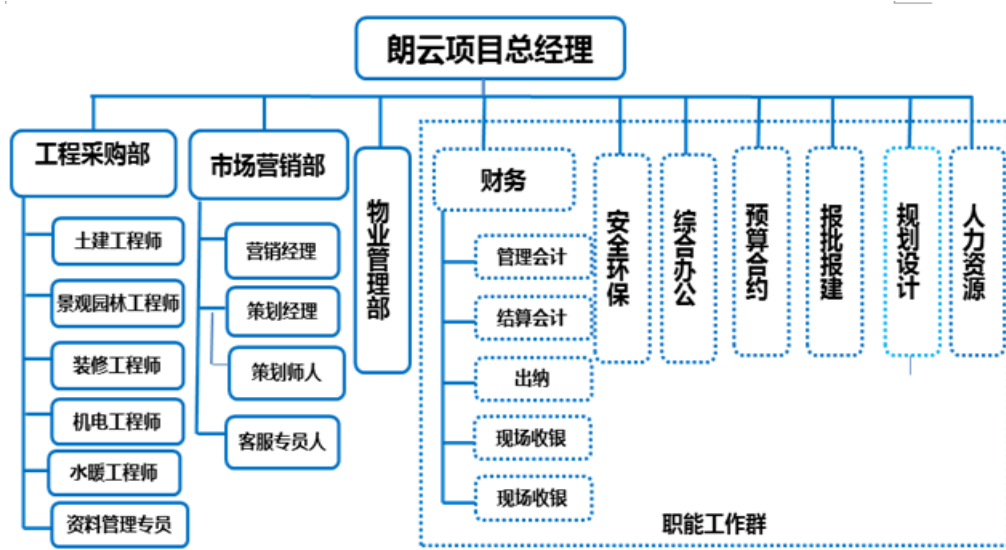 朗云项目总经理
工程采购部
土建工程师
景观园林工程师
装修工程师
机电工程师
水暖工程师
资料管理专员
市场营销部
营销经理
策划经理
策划师人
客服专员人
物业管理部
财务
管理会计
结算会计
出纳
现场收银
现场收银
安全环保
综合办公
预算合约
报批报建
规划设计
人力资源
职能工作群